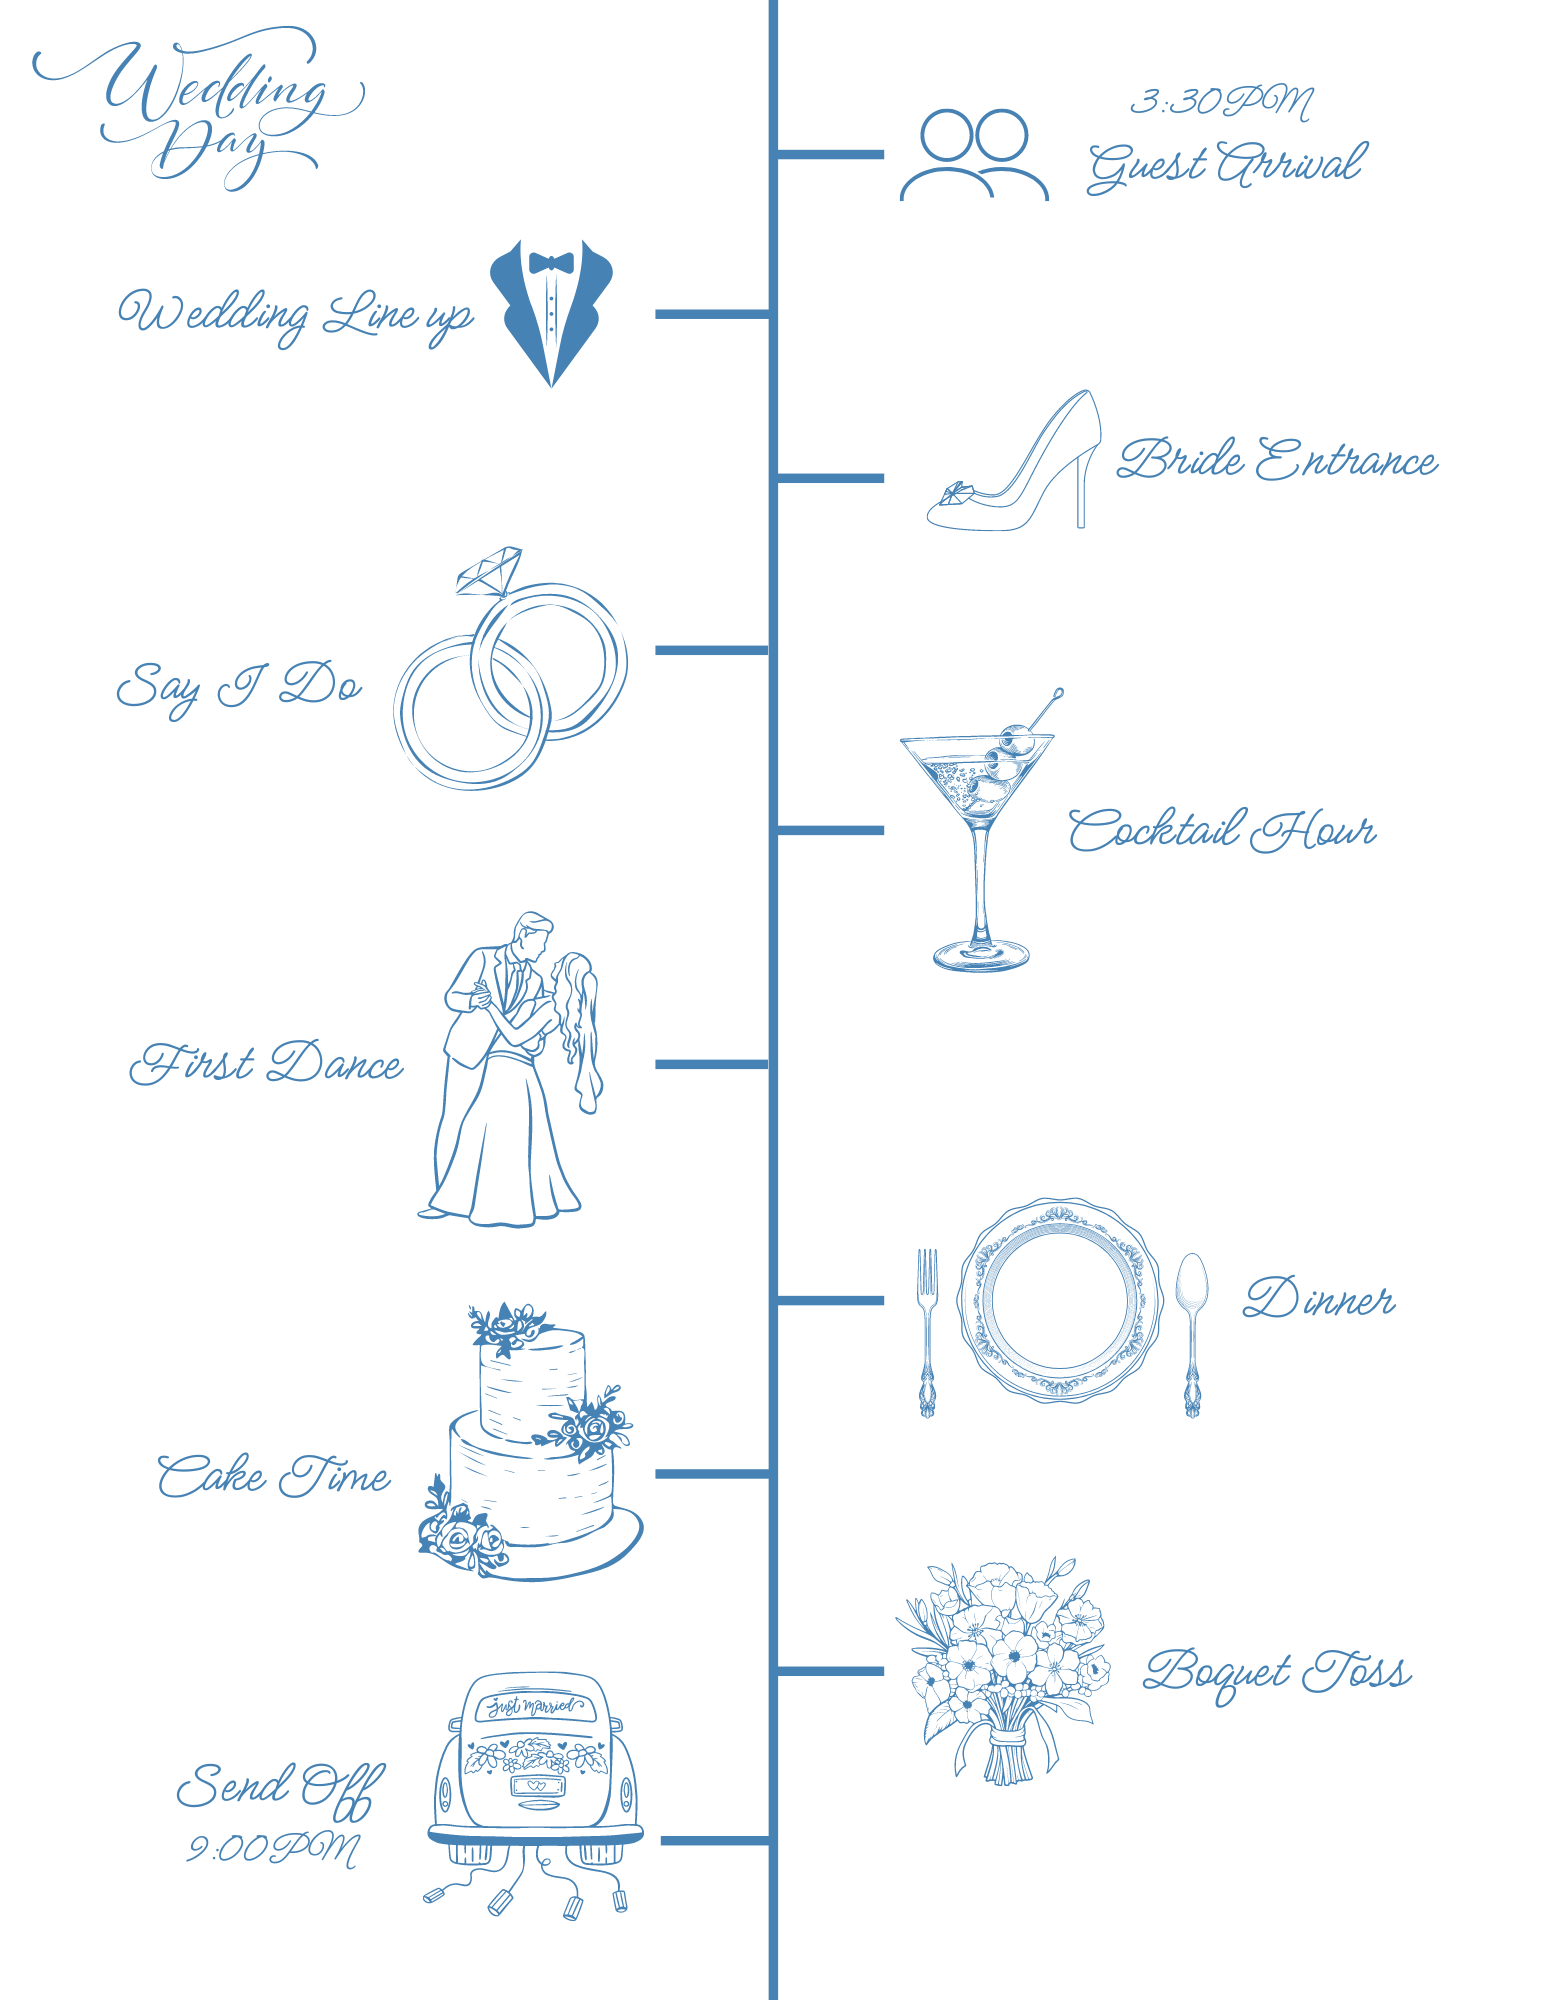 Wedding
Day
3:30PM
Guest Arrival
Wedding Line up
Bride Entrance
Say I Do
Cocktail Hour
First Dance
Dinner
Cake Time
Boquet Toss
just married
Send Off
9:00PM